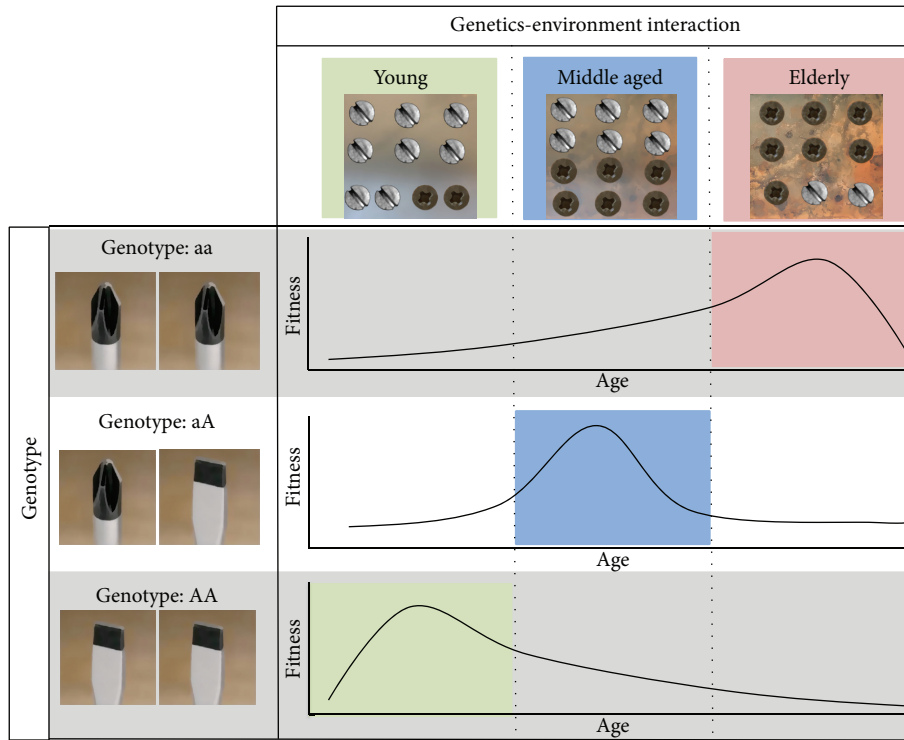 Genetics-environment interaction
Young
Middle aged
Elderly
Genotype
Genotype: aa
Fitness
Age
Genotype: aA
Fitness
Age
Genotype: AA
Fitness
Age